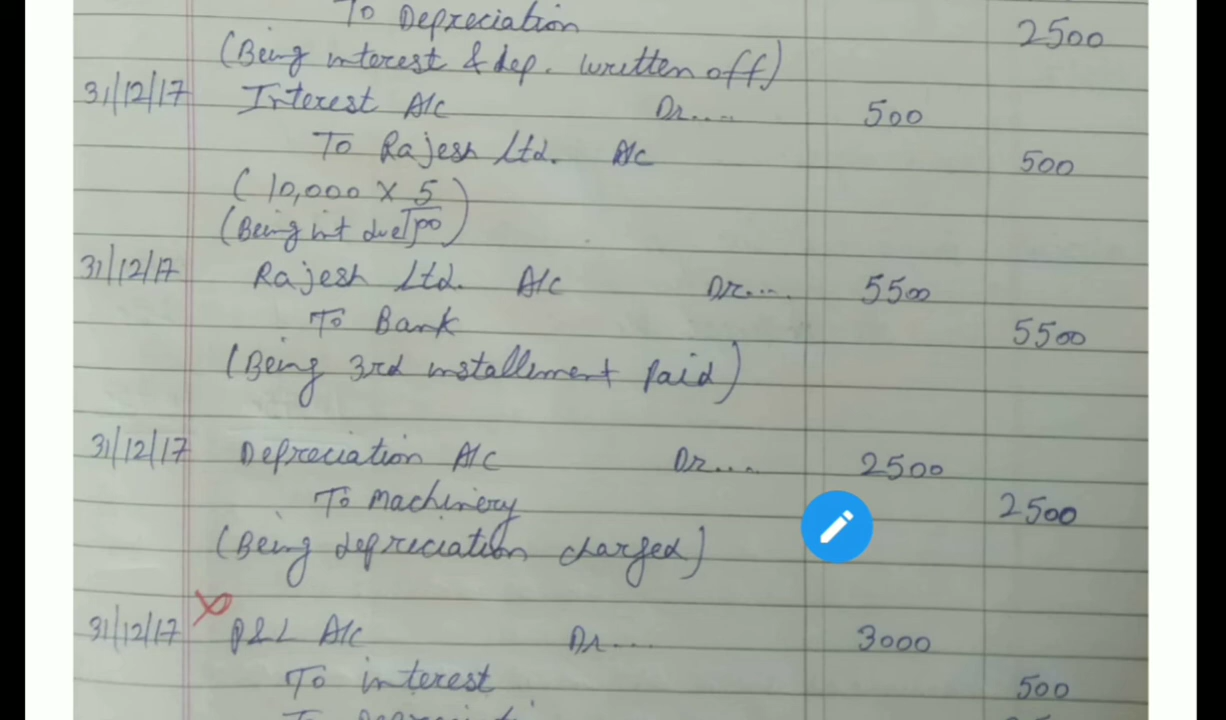 To Depreciation 2500
(Being interest & dep. written off)
31/12/17 Interest A/c Dr.... 500
To Rajesh Ltd. A/c 500
(10,000 × 5
(Being int due) 100)
31/12/17 Rajesh Ltd. A/c Dr.... 5500
To Bank 5500
(Being 3rd installement paid)
31/12/17 Depreciation A/c Dr.... 2500
To Machinery 2500
(Being depreciation charged)
31/12/17 P&L A/c Dr.... 3000
To interest 500